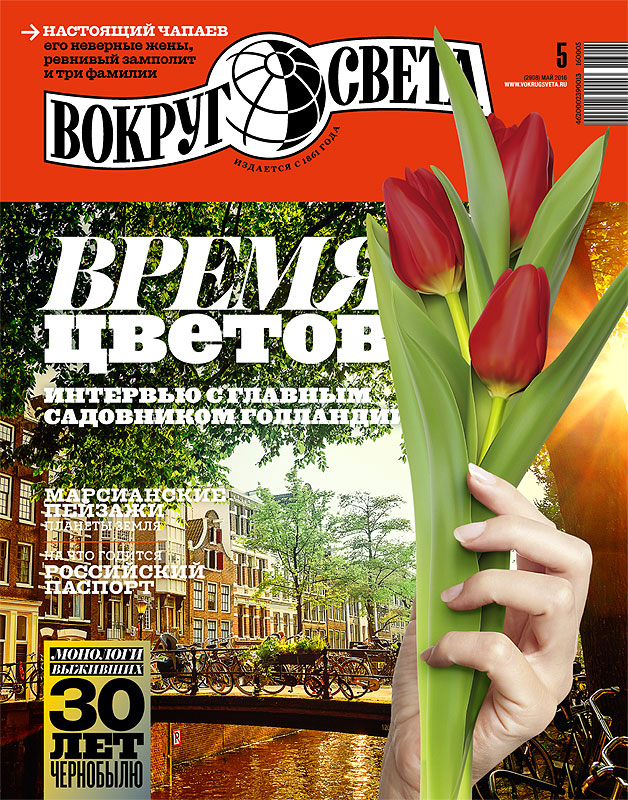 НАСТОЯЩИЙ ЧАПАЕВ
его неверные жены,
ревнивый замполит
и три фамилии
ВОКРУГ СВЕТА
ИЗДАЕТСЯ С 1861 ГОДА
5
(2908) МАЙ 2016
WWW.VOKRUGSVETA.RU
ВРЕМЯ
ЦВЕТОВ
ИНТЕРВЬЮ С ГЛАВНЫМ
САДОВНИКОМ ГОЛЛАНДИИ
МАРСИАНСКИЕ
ПЕЙЗАЖИ
ПЛАНЕТЫ ЗЕМЛЯ
НА ЧТО ГОДИТСЯ
РОССИЙСКИЙ
ПАСПОРТ
МОНОЛОГИ
ВЫЖИВШИХ
30
ЛЕТ
ЧЕРНОБЫЛЮ